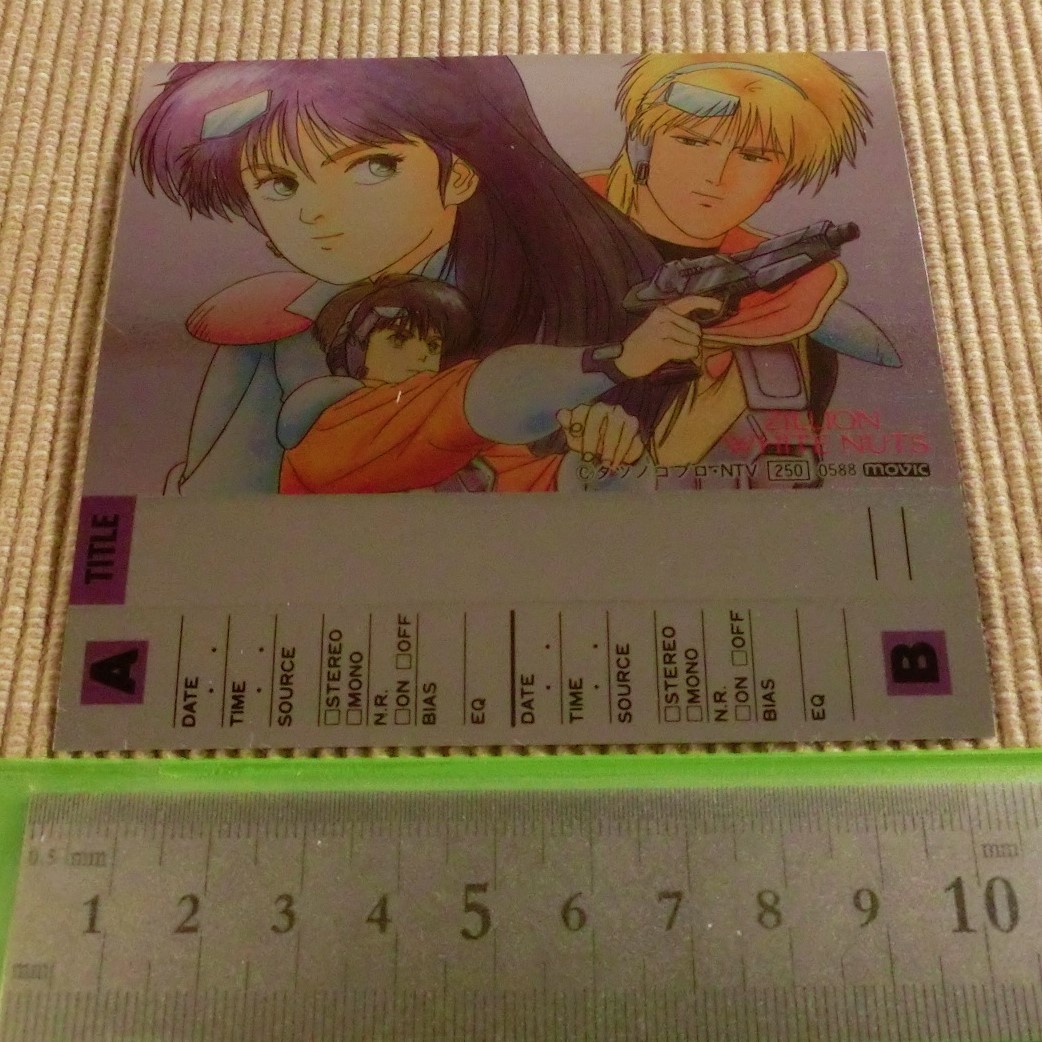 ZILLION
WHITE NUTS
©タツノコプロ・NTV 250 0588 movic
TITLE
A
DATE . .
TIME . .
SOURCE
□STEREO
□MONO
N.R.
□ON □OFF
BIAS
EQ
DATE . .
TIME . .
SOURCE
□STEREO
□MONO
N.R.
□ON □OFF
BIAS
EQ
B
0.5 mm
mm
1 2 3 4 5 6 7 8 9 10
mm